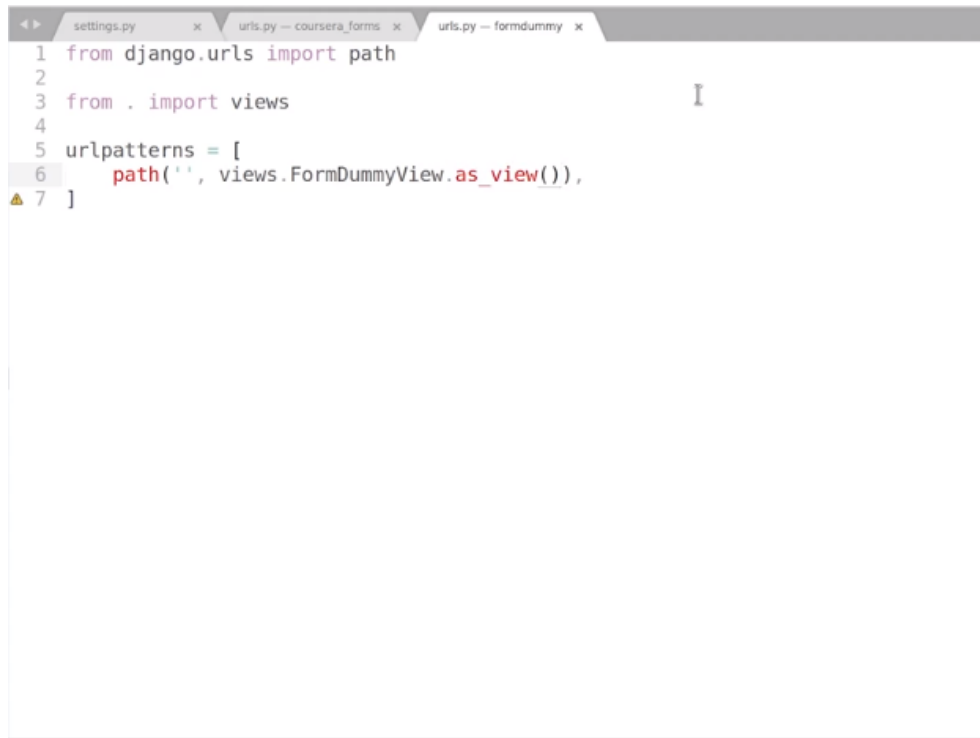 settings.py × urls.py — coursera_forms × urls.py — formdummy ×
1 from django.urls import path
2
3 from . import views
4
5 urlpatterns = [
6     path('', views.FormDummyView.as_view()),
7 ]